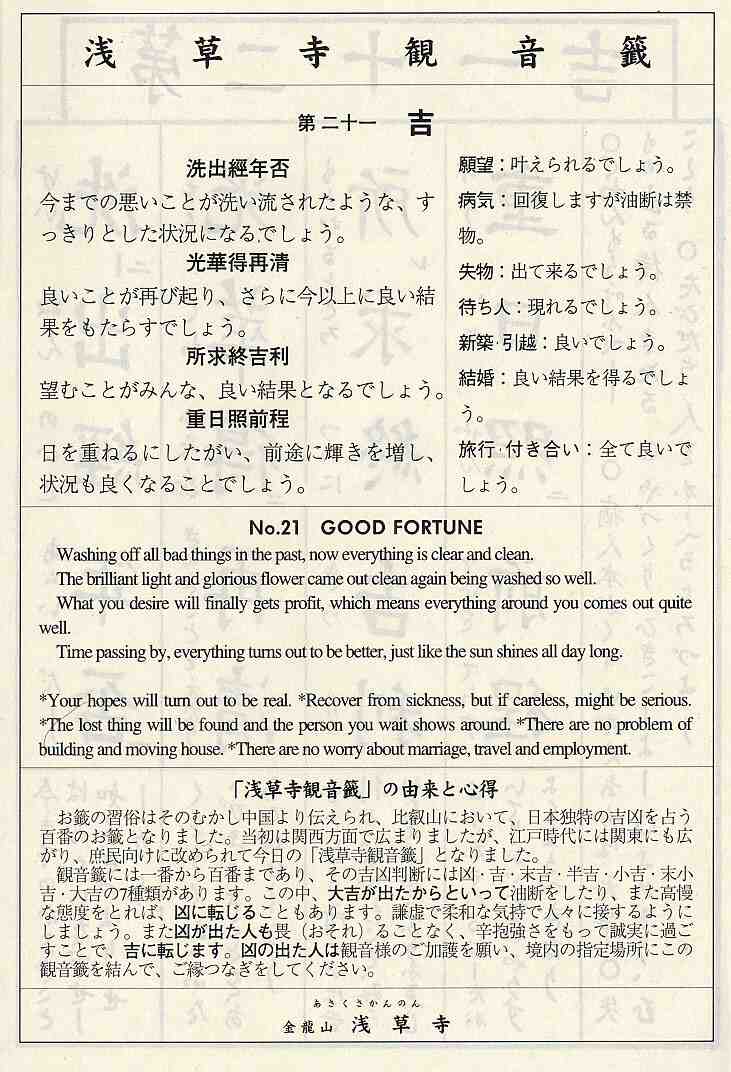 浅草寺観音籤
第二十一 吉
洗出經年否
今までの悪いことが洗い流されたような、す
っきりとした状況になるでしょう。
光華得再清
良いことが再び起り、さらに今以上に良い結
果をもたらすでしょう。
所求終吉利
望むことがみんな、良い結果となるでしょう。
重日照前程
日を重ねるにしたがい、前途に輝きを増し、
状況も良くなることでしょう。
願望：叶えられるでしょう。
病気：回復しますが油断は禁
物。
失物：出て来るでしょう。
待ち人：現れるでしょう。
新築・引越：良いでしょう。
結婚：良い結果を得るでしょ
う。
旅行・付き合い：全て良いで
しょう。
No.21 GOOD FORTUNE
Washing off all bad things in the past, now everything is clear and clean.
The brilliant light and glorious flower came out clean again being washed so well.
What you desire will finally gets profit, which means everything around you comes out quite
well.
Time passing by, everything turns out to be better, just like the sun shines all day long.
*Your hopes will turn out to be real. *Recover from sickness, but if careless, might be serious.
*The lost thing will be found and the person you wait shows around. *There are no problem of
building and moving house. *There are no worry about marriage, travel and employment.
「浅草寺観音籤」の由来と心得
お籤の習俗はそのむかし中国より伝えられ、比叡山において、日本独特の吉凶を占う
百番のお籤となりました。当初は関西方面で広まりましたが、江戸時代には関東にも広
がり、庶民向けに改められて今日の「浅草寺観音籤」となりました。
観音籤には一番から百番まであり、その吉凶判断には凶・吉・末吉・半吉・小吉・末小
吉・大吉の7種類があります。この中、大吉が出たからといって油断をしたり、また高慢
な態度をとれば、凶に転じることもあります。謙虚で柔和な気持で人々に接するように
しましょう。また凶が出た人も畏（おそれ）ることなく、辛抱強さをもって誠実に過ご
すことで、吉に転じます。凶の出た人は観音様のご加護を願い、境内の指定場所にこの
観音籤を結んで、ご縁つなぎをしてください。
あさくさかんのん
金龍山 浅草寺